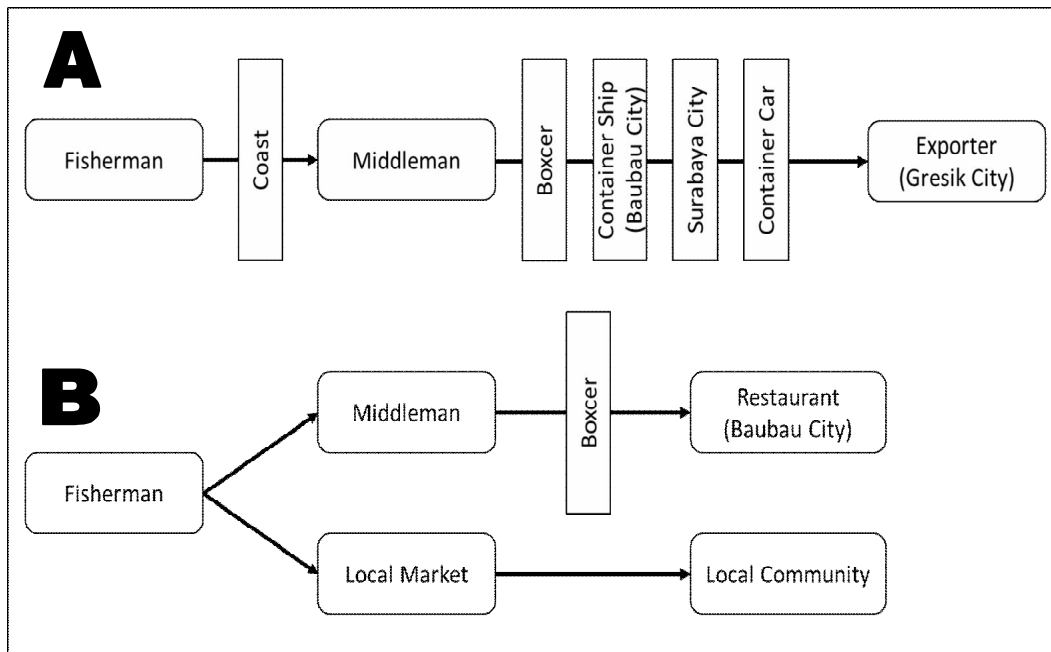 A
Fisherman
Coast
Middleman
Boxcer
Container Ship
(Baubau City)
Surabaya City
Container Car
Exporter
(Gresik City)
B
Fisherman
Middleman
Boxcer
Restaurant
(Baubau City)
Local Market
Local Community